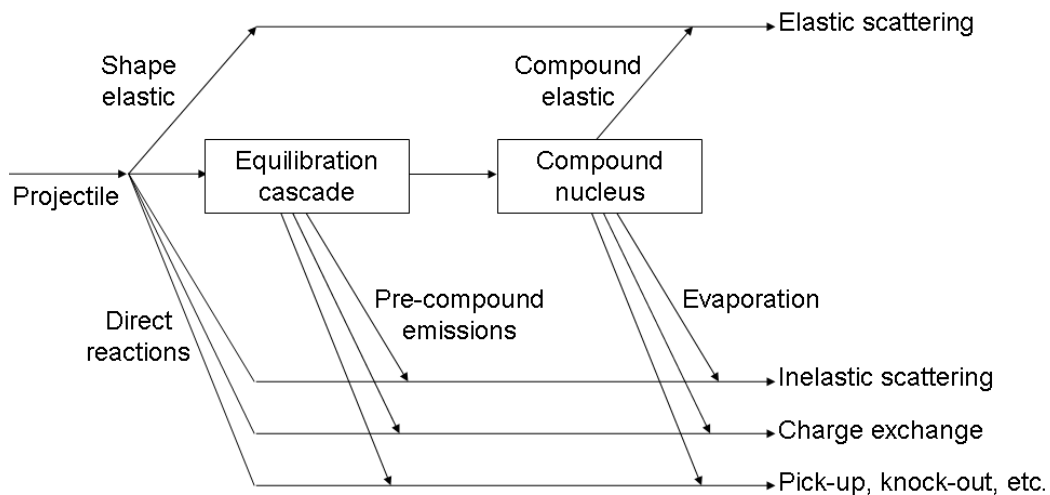 Elastic scattering
Shape
elastic
Compound
elastic
Projectile
Equilibration
cascade
Compound
nucleus
Direct
reactions
Pre-compound
emissions
Evaporation
Inelastic scattering
Charge exchange
Pick-up, knock-out, etc.